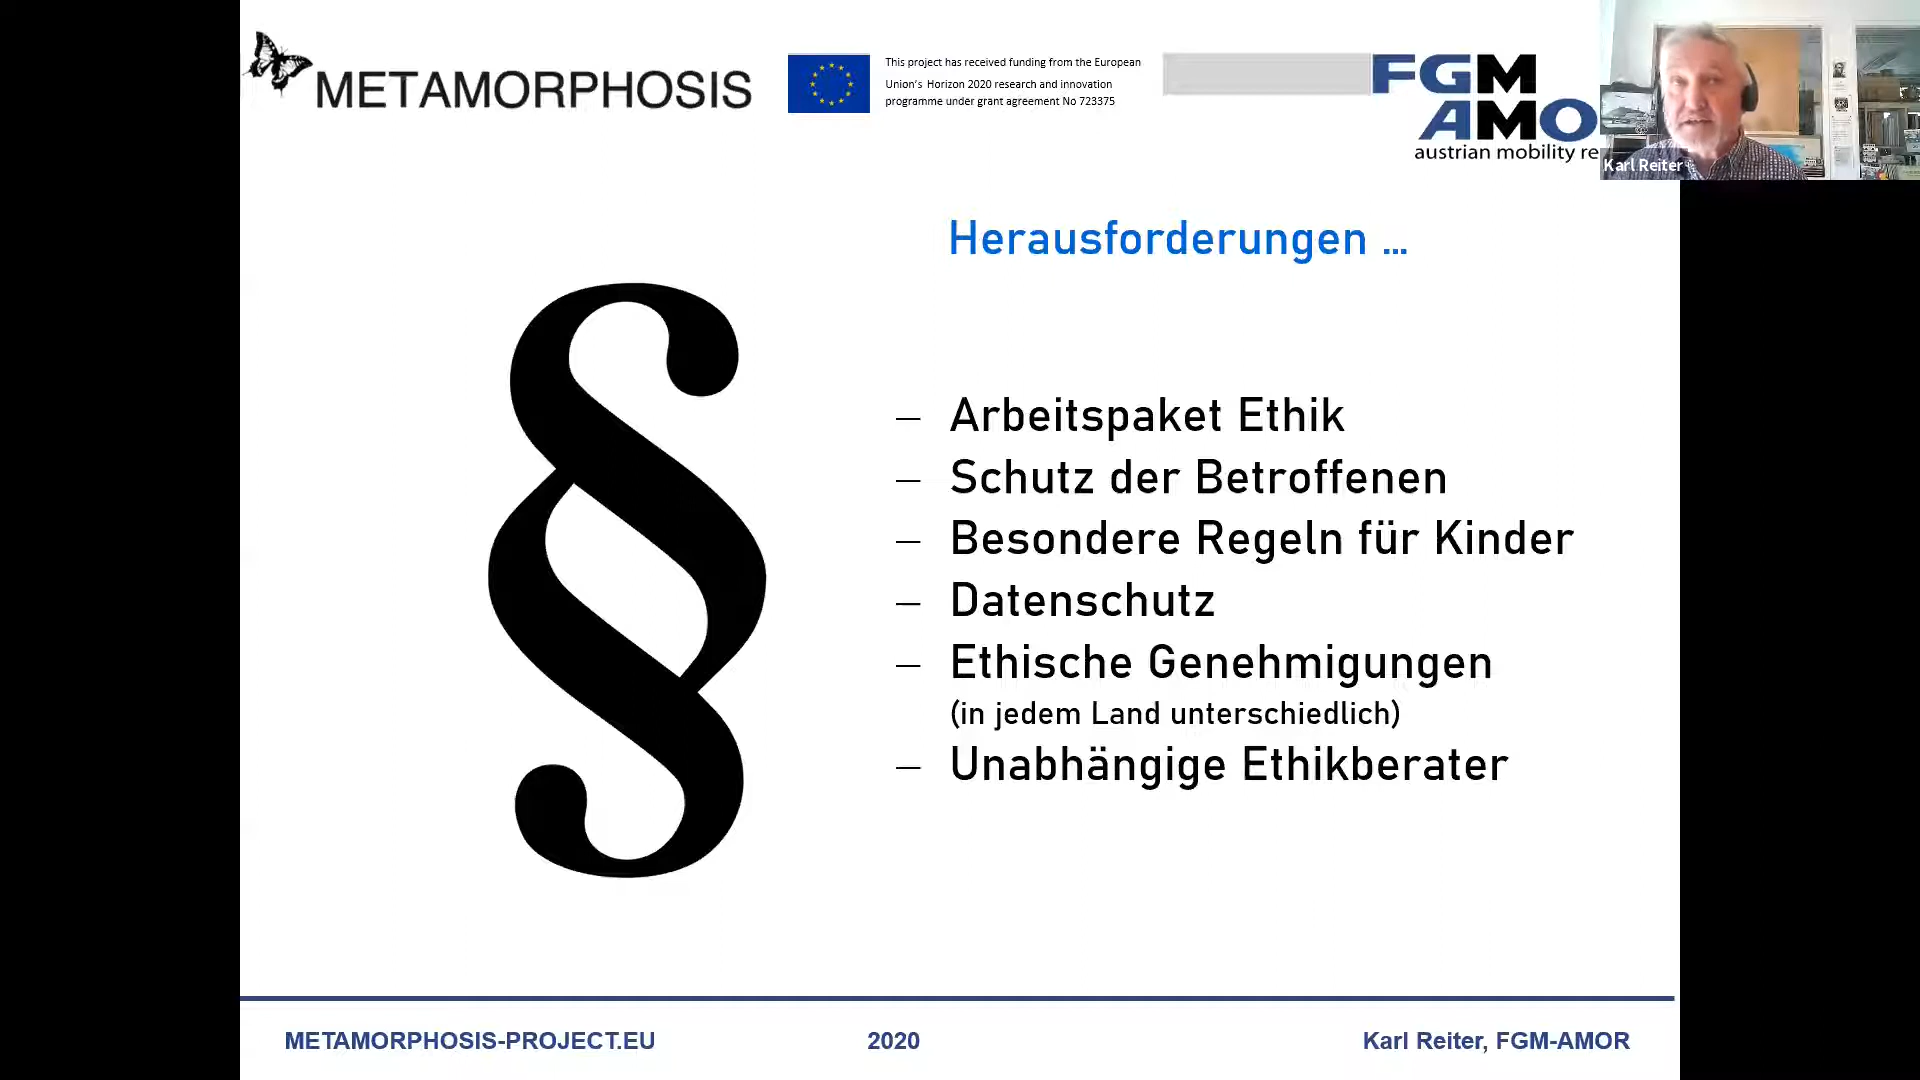 METAMORPHOSIS
This project has received funding from the European
Union's Horizon 2020 research and innovation
programme under grant agreement No 723375
FGM
AMO
austrian mobility re
Karl Reiter
Herausforderungen ...
§
– Arbeitspaket Ethik
– Schutz der Betroffenen
– Besondere Regeln für Kinder
– Datenschutz
– Ethische Genehmigungen
(in jedem Land unterschiedlich)
– Unabhängige Ethikberater
METAMORPHOSIS-PROJECT.EU
2020
Karl Reiter, FGM-AMOR